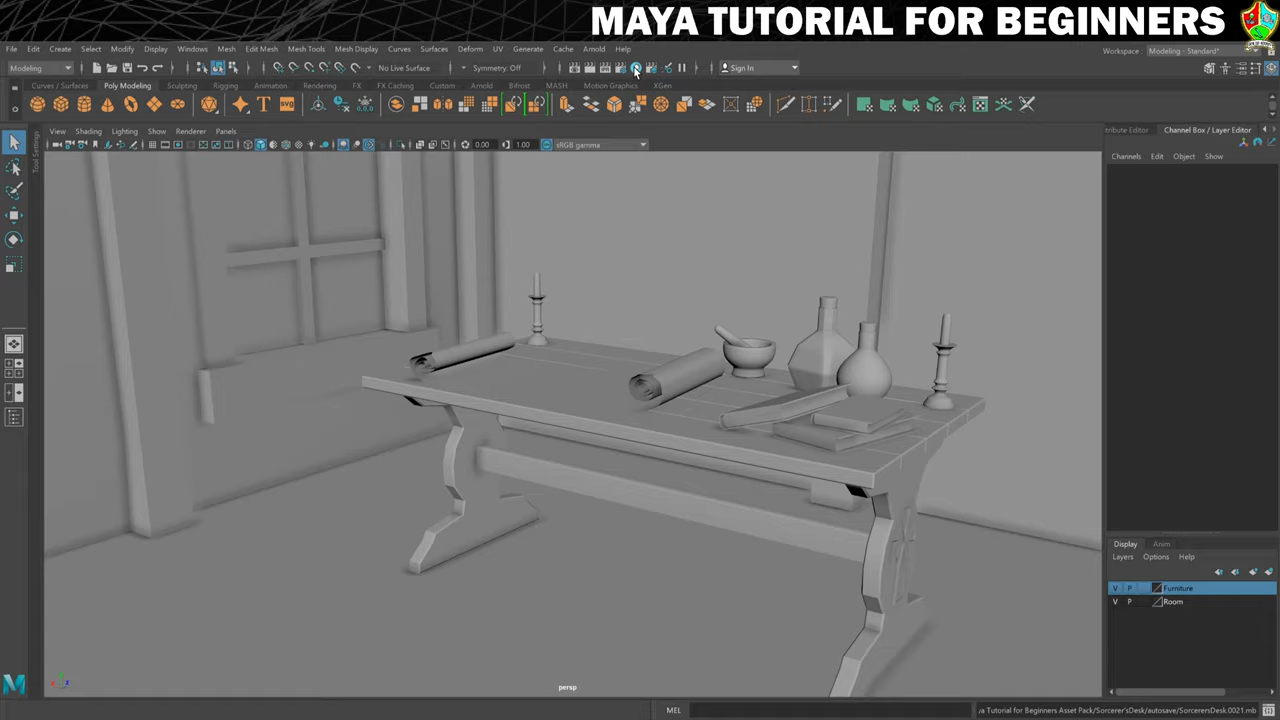 MAYA TUTORIAL FOR BEGINNERS
File Edit Create Select Modify Display Windows Mesh Edit Mesh Mesh Tools Mesh Display Curves Surfaces Deform UV Generate Cache Arnold Help
Workspace: Modeling - Standard*
Modeling No Live Surface Symmetry: Off Sign In
Curves / Surfaces Poly Modeling Sculpting Rigging Animation Rendering FX FX Caching Custom Arnold Bifrost MASH Motion Graphics XGen
View Shading Lighting Show Renderer Panels
tribute Editor Channel Box / Layer Editor
0.00 1.00 sRGB gamma
Channels Edit Object Show
Tool Settings
Display Anim
Layers Options Help
V P Furniture
V P Room
persp
MEL
ya Tutorial for Beginners Asset Pack/Sorcerer'sDesk/autosave/SorcerersDesk.0021.mb